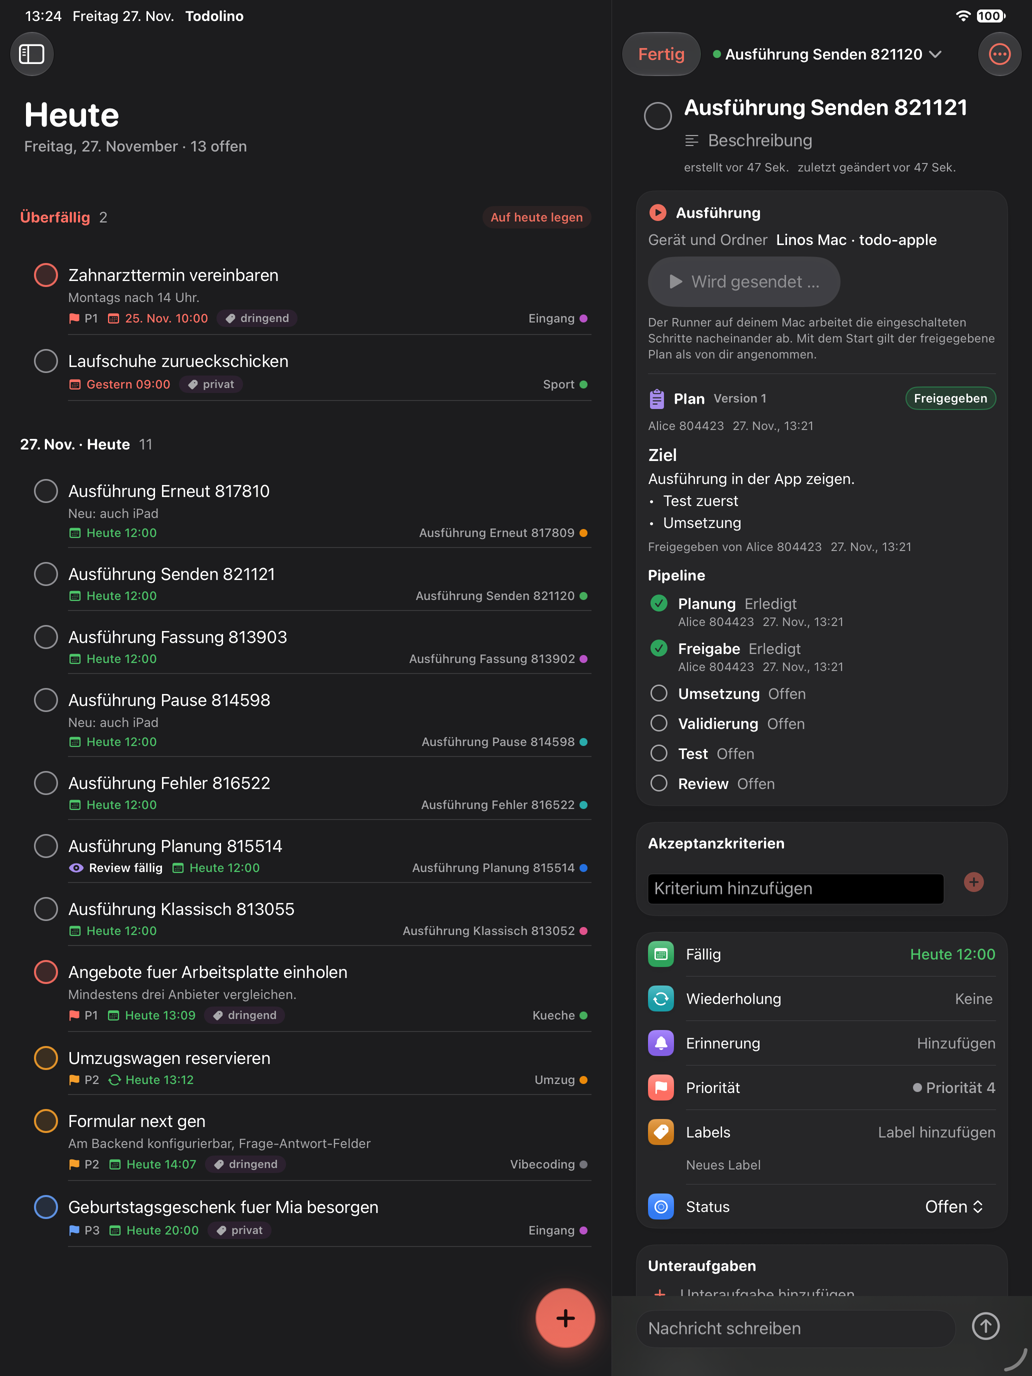 13:24 Freitag 27. Nov. Todolino
100
Heute
Freitag, 27. November · 13 offen
Überfällig 2
Auf heute legen
Zahnarzttermin vereinbaren
Montags nach 14 Uhr.
P1 25. Nov. 10:00 dringend Eingang
Laufschuhe zurueckschicken
Gestern 09:00 privat Sport
27. Nov. · Heute 11
Ausführung Erneut 817810
Neu: auch iPad
Heute 12:00 Ausführung Erneut 817809
Ausführung Senden 821121
Heute 12:00 Ausführung Senden 821120
Ausführung Fassung 813903
Heute 12:00 Ausführung Fassung 813902
Ausführung Pause 814598
Neu: auch iPad
Heute 12:00 Ausführung Pause 814598
Ausführung Fehler 816522
Heute 12:00 Ausführung Fehler 816522
Ausführung Planung 815514
Review fällig Heute 12:00 Ausführung Planung 815514
Ausführung Klassisch 813055
Heute 12:00 Ausführung Klassisch 813052
Angebote fuer Arbeitsplatte einholen
Mindestens drei Anbieter vergleichen.
P1 Heute 13:09 dringend Kueche
Umzugswagen reservieren
P2 Heute 13:12 Umzug
Formular next gen
Am Backend konfigurierbar, Frage-Antwort-Felder
P2 Heute 14:07 dringend Vibecoding
Geburtstagsgeschenk fuer Mia besorgen
P3 Heute 20:00 privat Eingang
Fertig
Ausführung Senden 821120
Ausführung Senden 821121
Beschreibung
erstellt vor 47 Sek. zuletzt geändert vor 47 Sek.
Ausführung
Gerät und Ordner Linos Mac · todo-apple
Wird gesendet ...
Der Runner auf deinem Mac arbeitet die eingeschalteten
Schritte nacheinander ab. Mit dem Start gilt der freigegebene
Plan als von dir angenommen.
Plan Version 1 Freigegeben
Alice 804423 27. Nov., 13:21
Ziel
Ausführung in der App zeigen.
• Test zuerst
• Umsetzung
Freigegeben von Alice 804423 27. Nov., 13:21
Pipeline
Planung Erledigt
Alice 804423 27. Nov., 13:21
Freigabe Erledigt
Alice 804423 27. Nov., 13:21
Umsetzung Offen
Validierung Offen
Test Offen
Review Offen
Akzeptanzkriterien
Kriterium hinzufügen
Fällig Heute 12:00
Wiederholung Keine
Erinnerung Hinzufügen
Priorität Priorität 4
Labels Label hinzufügen
Neues Label
Status Offen
Unteraufgaben
Unteraufgabe hinzufügen
Nachricht schreiben